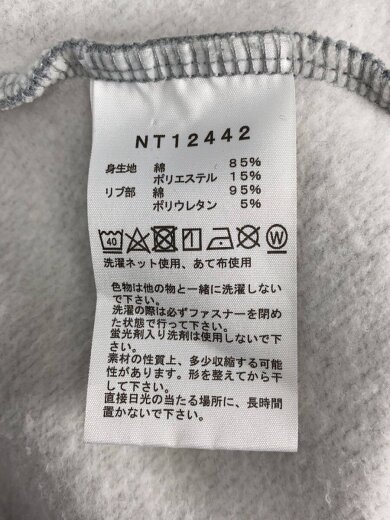 NT12442
身生地 綿 85%
ポリエステル 15%
リブ部 綿 95%
ポリウレタン 5%
40 W
洗濯ネット使用、あて布使用
色物は他の物と一緒に洗濯しない
で下さい。
洗濯の際は必ずファスナーを閉め
た状態で行って下さい。
蛍光剤入り洗剤は使用しないで下
さい。
素材の性質上、多少収縮する可能
性があります。形を整えてから干
して下さい。
直接日光の当たる場所に、長時間
置かないで下さい。